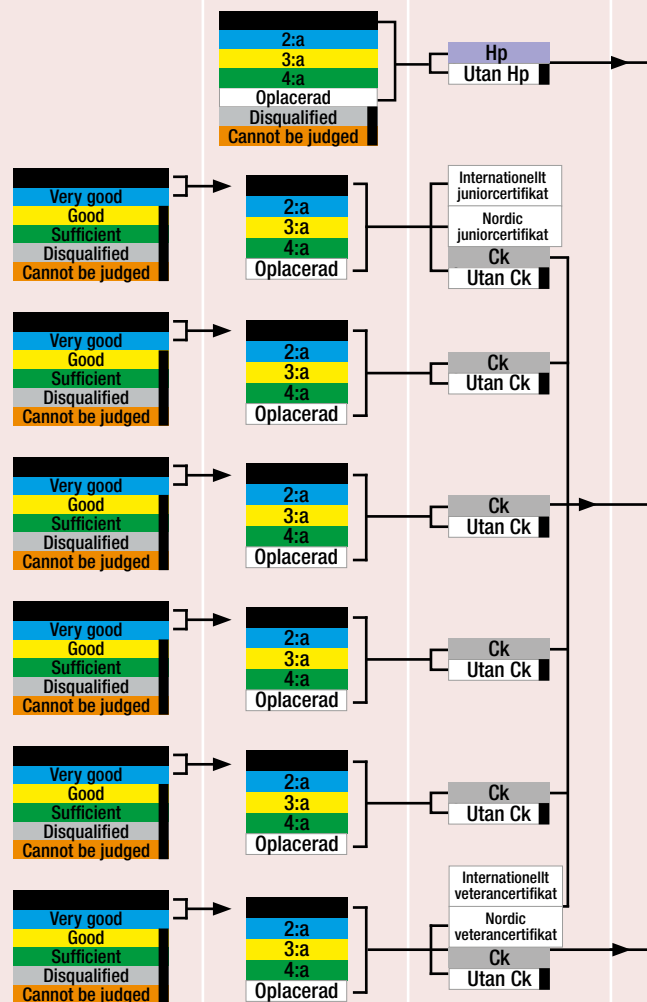 2:a
3:a
4:a
Oplacerad
Disqualified
Cannot be judged
Hp
Utan Hp
Very good
Good
Sufficient
Disqualified
Cannot be judged
2:a
3:a
4:a
Oplacerad
Internationellt
juniorcertifikat
Nordic
juniorcertifikat
Ck
Utan Ck
Very good
Good
Sufficient
Disqualified
Cannot be judged
2:a
3:a
4:a
Oplacerad
Ck
Utan Ck
Very good
Good
Sufficient
Disqualified
Cannot be judged
2:a
3:a
4:a
Oplacerad
Ck
Utan Ck
Very good
Good
Sufficient
Disqualified
Cannot be judged
2:a
3:a
4:a
Oplacerad
Ck
Utan Ck
Very good
Good
Sufficient
Disqualified
Cannot be judged
2:a
3:a
4:a
Oplacerad
Ck
Utan Ck
Very good
Good
Sufficient
Disqualified
Cannot be judged
2:a
3:a
4:a
Oplacerad
Internationellt
veterancertifikat
Nordic
veterancertifikat
Ck
Utan Ck